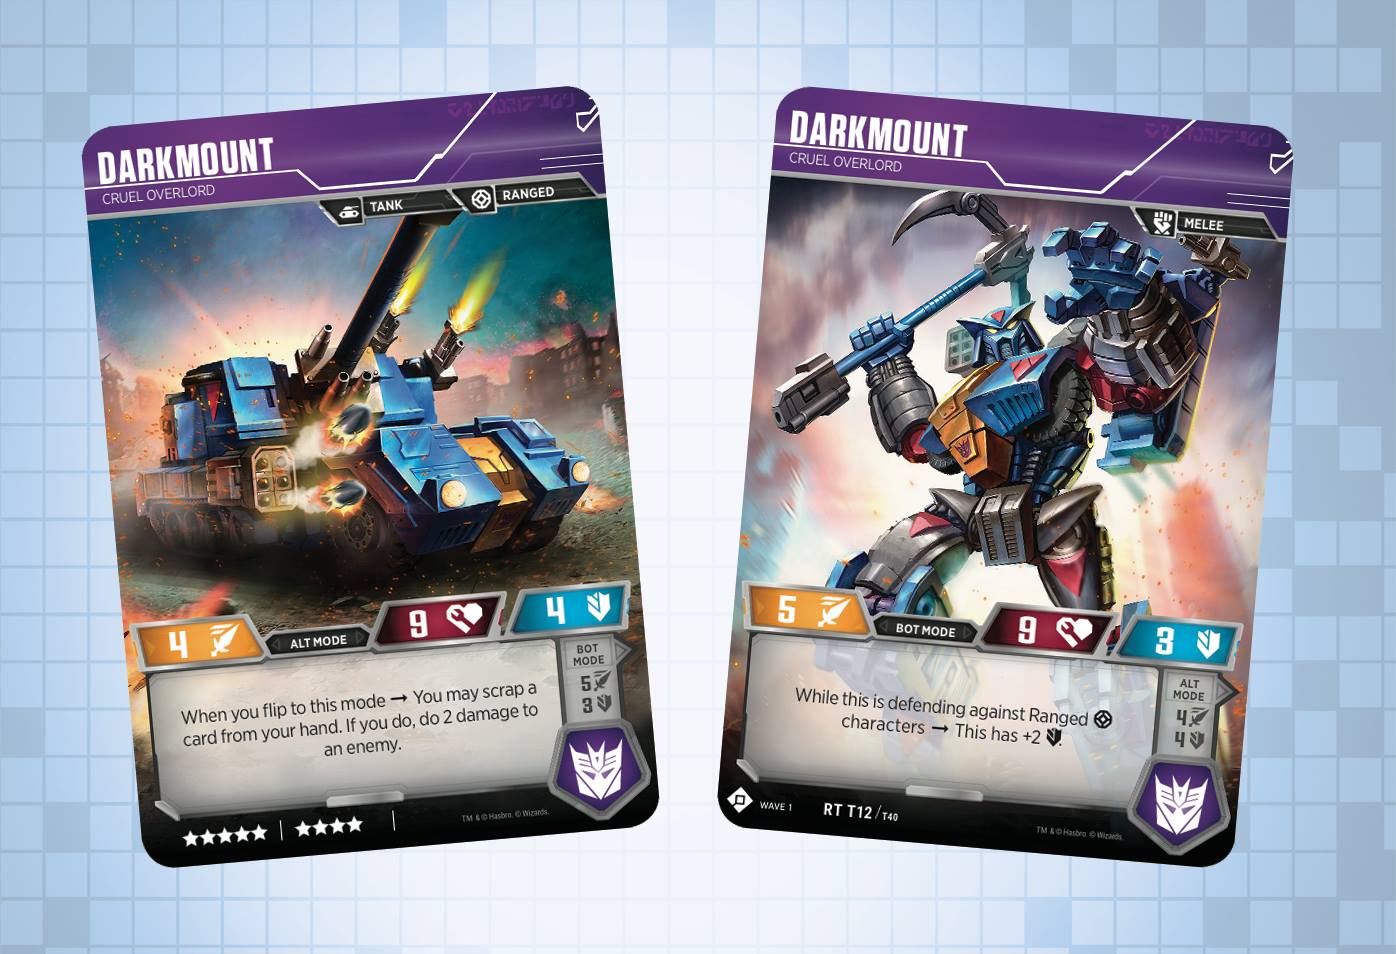 DARKMOUNT
CRUEL OVERLORD
TANK
RANGED
4
ALT MODE
9
4
When you flip to this mode → You may scrap a
card from your hand. If you do, do 2 damage to
an enemy.
BOT
MODE
5
3
TM & © Hasbro. © Wizards.
DARKMOUNT
CRUEL OVERLORD
MELEE
5
BOT MODE
9
3
While this is defending against Ranged
characters → This has +2 .
ALT
MODE
4
4
WAVE 1
RT T12/T40
TM & © Hasbro. © Wizards.